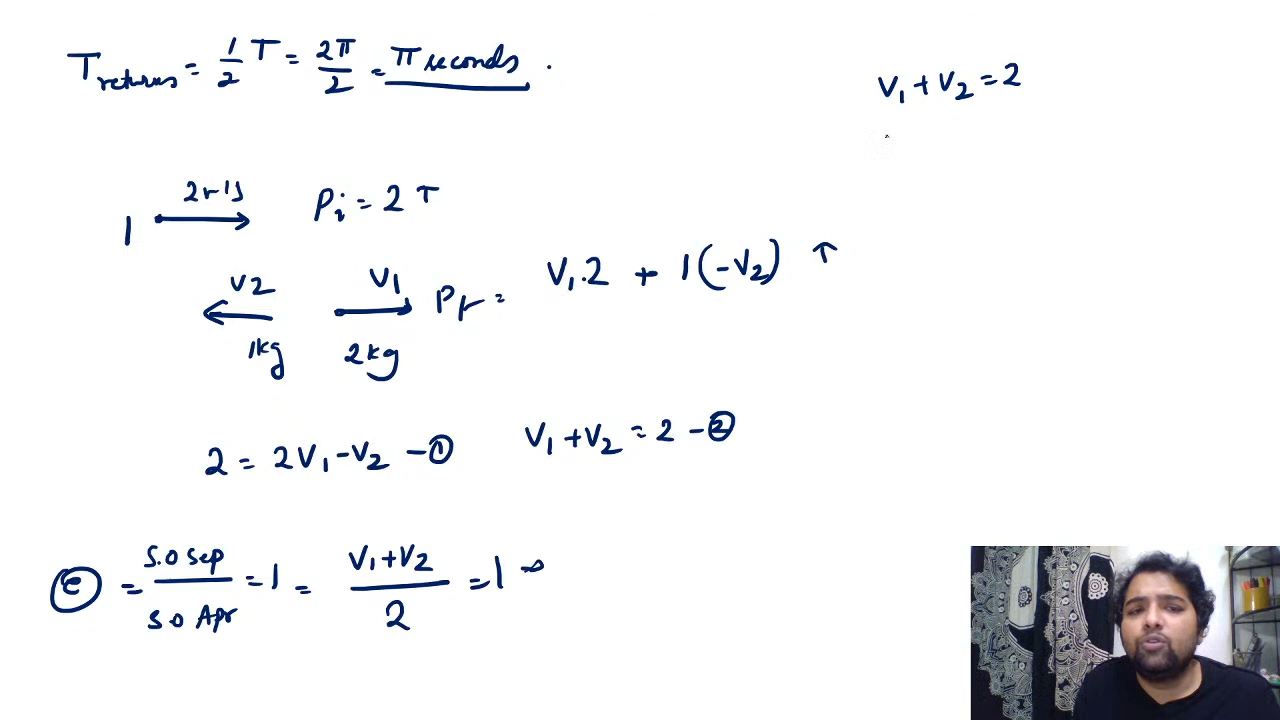 T returns = 1/2 T = 2π/2 = π seconds .
V₁ + V₂ = 2
2 m/s
1
Pᵢ = 2 ↑
V2
V1
Pf = V₁.2 + 1(-V₂) ↑
1kg
2kg
2 = 2V₁ - V₂ - ①
V₁ + V₂ = 2 - ②
ⓔ = S.O Sep / S.O Apr = 1 = V₁+V₂ / 2 = 1